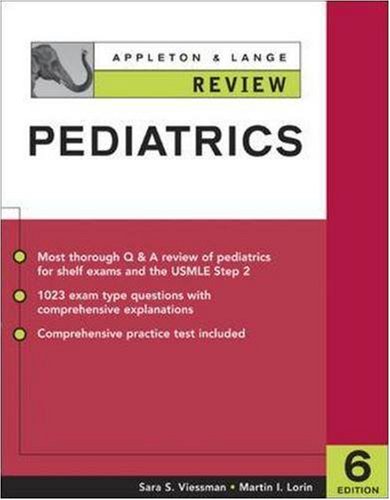 APPLETON & LANGE
REVIEW
PEDIATRICS
Most thorough Q & A review of pediatrics
for shelf exams and the USMLE Step 2
1023 exam type questions with
comprehensive explanations
Comprehensive practice test included
6
EDITION
Sara S. Viessman • Martin I. Lorin